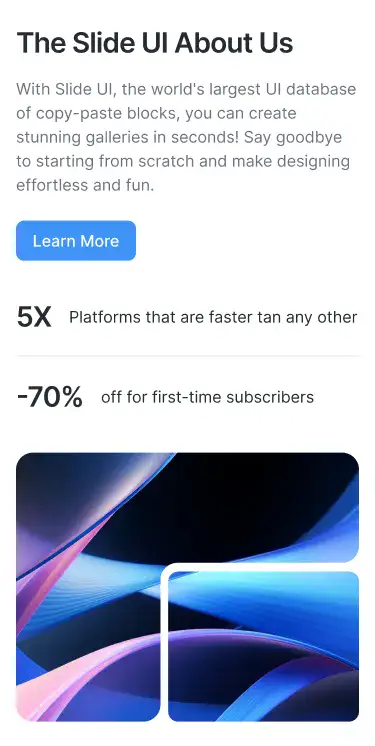 The Slide UI About Us
With Slide UI, the world's largest UI database
of copy-paste blocks, you can create
stunning galleries in seconds! Say goodbye
to starting from scratch and make designing
effortless and fun.
Learn More
5X Platforms that are faster tan any other
-70% off for first-time subscribers